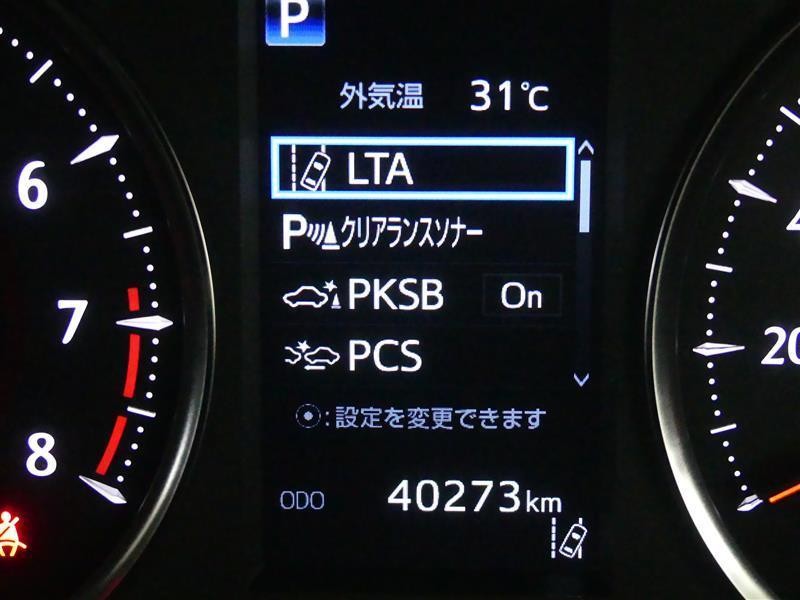 P
外気温 31℃
LTA
Pクリアランスソナー
PKSB On
PCS
:設定を変更できます
ODO 40273km
6
7
8
20